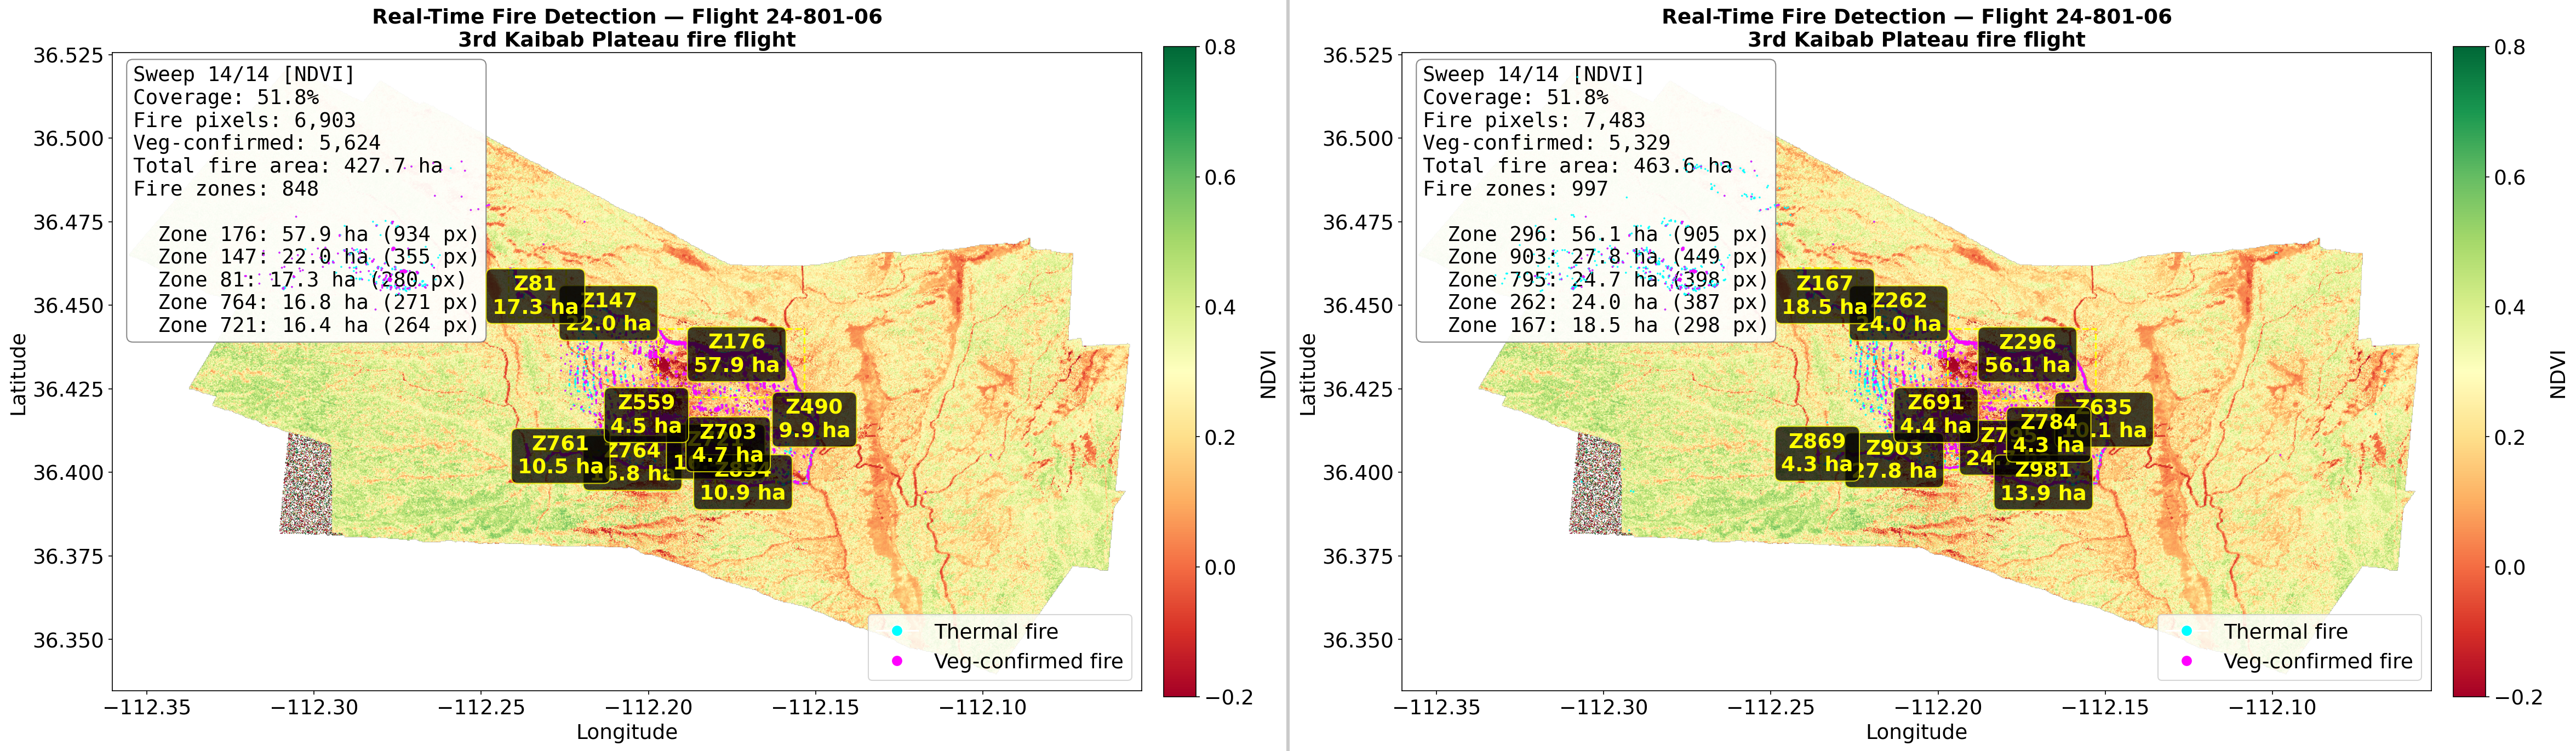 Real-Time Fire Detection — Flight 24-801-06
3rd Kaibab Plateau fire flight
Sweep 14/14 [NDVI]
Coverage: 51.8%
Fire pixels: 6,903
Veg-confirmed: 5,624
Total fire area: 427.7 ha
Fire zones: 848
Zone 176: 57.9 ha (934 px)
Zone 147: 22.0 ha (355 px)
Zone 81: 17.3 ha (280 px)
Zone 764: 16.8 ha (271 px)
Zone 721: 16.4 ha (264 px)
36.525
36.500
36.475
36.450
36.425
36.400
36.375
36.350
Latitude
Z81
17.3 ha
Z147
22.0 ha
Z176
57.9 ha
Z559
4.5 ha
Z490
9.9 ha
Z703
4.7 ha
Z761
10.5 ha
Z764
6.8 ha
10.9 ha
Thermal fire
Veg-confirmed fire
−112.35
−112.30
−112.25
−112.20
−112.15
−112.10
Longitude
0.8
0.6
0.4
0.2
0.0
−0.2
NDVI
Real-Time Fire Detection — Flight 24-801-06
3rd Kaibab Plateau fire flight
Sweep 14/14 [NDVI]
Coverage: 51.8%
Fire pixels: 7,483
Veg-confirmed: 5,329
Total fire area: 463.6 ha
Fire zones: 997
Zone 296: 56.1 ha (905 px)
Zone 903: 27.8 ha (449 px)
Zone 795: 24.7 ha (398 px)
Zone 262: 24.0 ha (387 px)
Zone 167: 18.5 ha (298 px)
36.525
36.500
36.475
36.450
36.425
36.400
36.375
36.350
Latitude
Z167
18.5 ha
Z262
24.0 ha
Z296
56.1 ha
Z691
4.4 ha
Z635
0.1 ha
Z784
4.3 ha
Z869
4.3 ha
Z903
27.8 ha
Z981
13.9 ha
Thermal fire
Veg-confirmed fire
−112.35
−112.30
−112.25
−112.20
−112.15
−112.10
Longitude
0.8
0.6
0.4
0.2
0.0
−0.2
NDVI